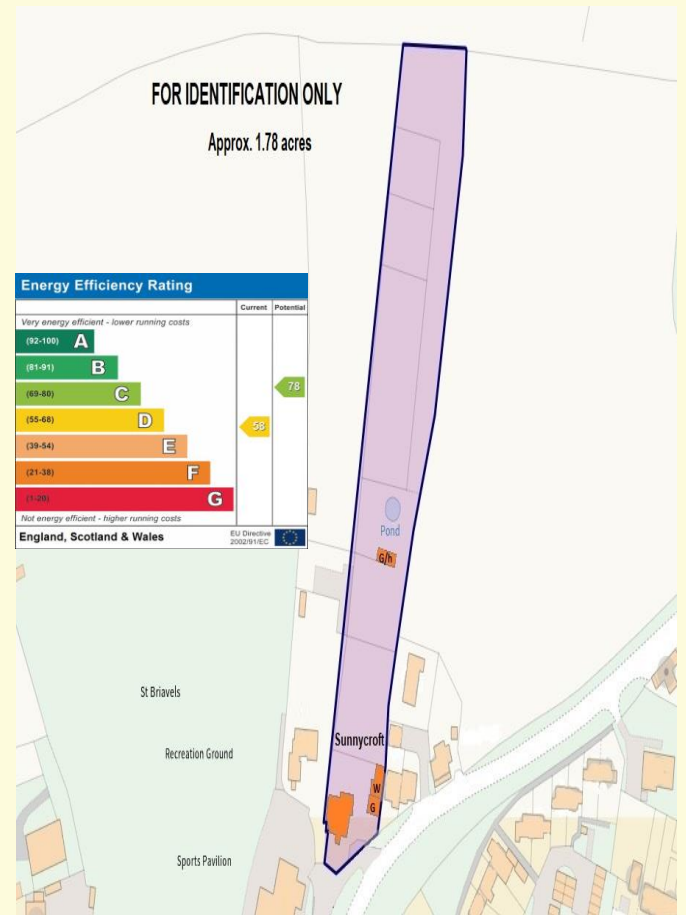 FOR IDENTIFICATION ONLY
Approx. 1.78 acres
Energy Efficiency Rating
Current Potential
Very energy efficient - lower running costs
(92-100) A
(81-91) B
(69-80) C
78
(55-68) D
58
(39-54) E
(21-38) F
(1-20) G
Not energy efficient - higher running costs
England, Scotland & Wales
EU Directive
2002/91/EC
Pond
G/h
St Briavels
Recreation Ground
Sports Pavilion
Sunnycroft
W
G